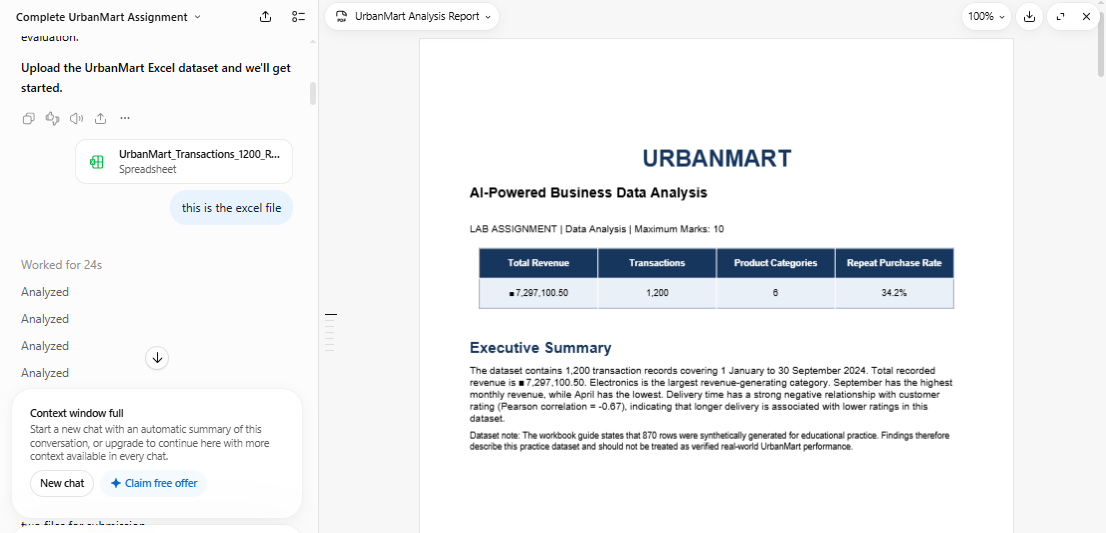 Complete UrbanMart Assignment
evaluation.
Upload the UrbanMart Excel dataset and we'll get
started.
UrbanMart_Transactions_1200_R...
Spreadsheet
this is the excel file
Worked for 24s
Analyzed
Analyzed
Analyzed
Analyzed
Context window full
Start a new chat with an automatic summary of this
conversation, or upgrade to continue here with more
context available in every chat.
New chat
Claim free offer
two files for submission
PDF
UrbanMart Analysis Report
100%
URBANMART
AI-Powered Business Data Analysis
LAB ASSIGNMENT | Data Analysis | Maximum Marks: 10
Total Revenue Transactions Product Categories Repeat Purchase Rate
■7,297,100.50 1,200 6 34.2%
Executive Summary
The dataset contains 1,200 transaction records covering 1 January to 30 September 2024. Total recorded
revenue is ■7,297,100.50. Electronics is the largest revenue-generating category. September has the highest
monthly revenue, while April has the lowest. Delivery time has a strong negative relationship with customer
rating (Pearson correlation = -0.67), indicating that longer delivery is associated with lower ratings in this
dataset.
Dataset note: The workbook guide states that 870 rows were synthetically generated for educational practice. Findings therefore
describe this practice dataset and should not be treated as verified real-world UrbanMart performance.